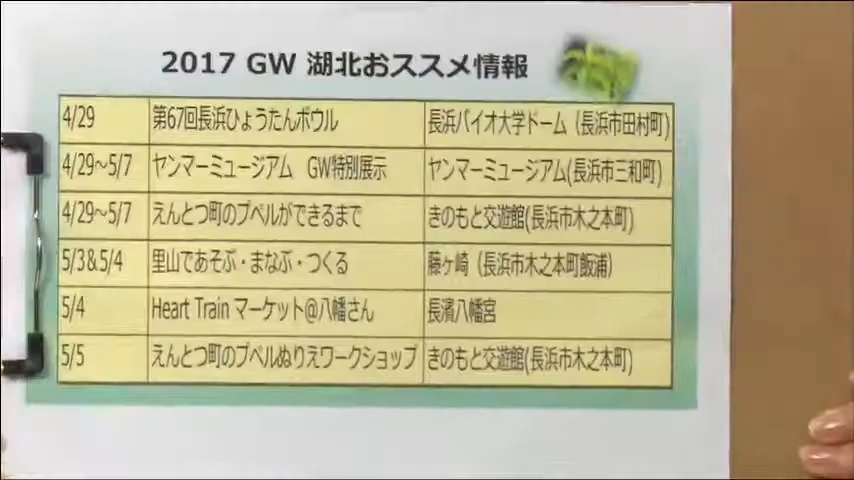 2017 GW 湖北おススメ情報
4/29 第67回長浜ひょうたんボウル 長浜バイオ大学ドーム（長浜市田村町)
4/29～5/7 ヤンマーミュージアム　GW特別展示 ヤンマーミュージアム(長浜市三和町)
4/29～5/7 えんとつ町のプペルができるまで きのもと交遊館(長浜市木之本町)
5/3&5/4 里山であそぶ・まなぶ・つくる 藤ヶ崎（長浜市木之本町飯浦）
5/4 Heart Train マーケット@八幡さん 長濱八幡宮
5/5 えんとつ町のプペルぬりえワークショップ きのもと交遊館(長浜市木之本町)